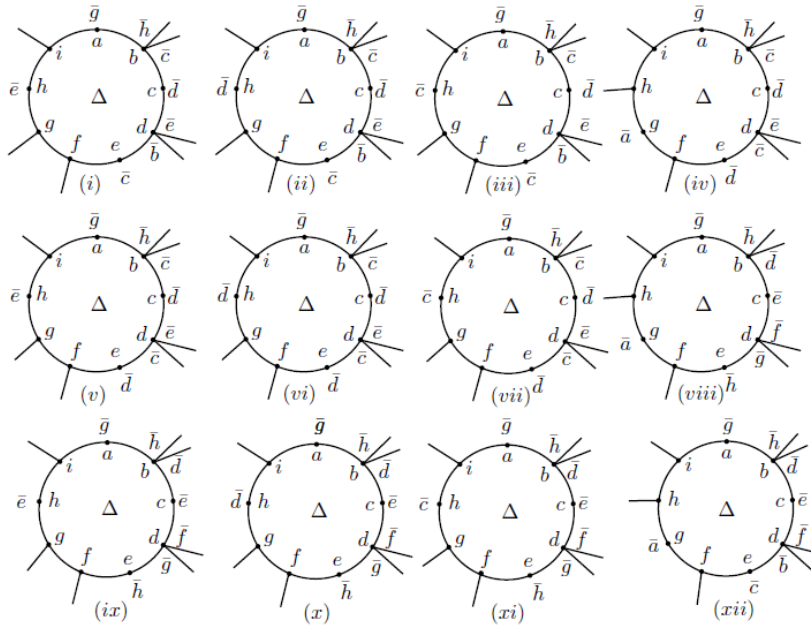 ḡ
i a b h̄ c̄
ē h Δ c d̄
g f e d ē
b̄
(i) c̄
ḡ
i a b h̄ c̄
d̄ h Δ c d̄
g f e d ē
b̄
(ii) c̄
ḡ
i a b h̄ c̄
c̄ h Δ c d̄
g f e d ē
b̄
(iii) c̄
ḡ
i a b h̄ c̄
h Δ c d̄
ā g f e d ē
c̄
(iv) d̄
ḡ
i a b h̄ c̄
ē h Δ c d̄
g f e d ē
c̄
(v) d̄
ḡ
i a b h̄ c̄
d̄ h Δ c d̄
g f e d ē
c̄
(vi) d̄
ḡ
i a b h̄ c̄
c̄ h Δ c d̄
g f e d ē
c̄
(vii) d̄
ḡ
i a b h̄ d̄
h Δ c ē
ā g f e d f̄
ḡ
(viii) h̄
ḡ
i a b h̄ d̄
ē h Δ c ē
g f e d f̄
ḡ
(ix) h̄
ḡ
i a b h̄ d̄
d̄ h Δ c ē
g f e d f̄
ḡ
(x) h̄
ḡ
i a b h̄ d̄
c̄ h Δ c ē
g f e d f̄
ḡ
(xi) h̄
ḡ
i a b h̄ d̄
h Δ c ē
ā g f e d f̄
b̄
(xii) c̄